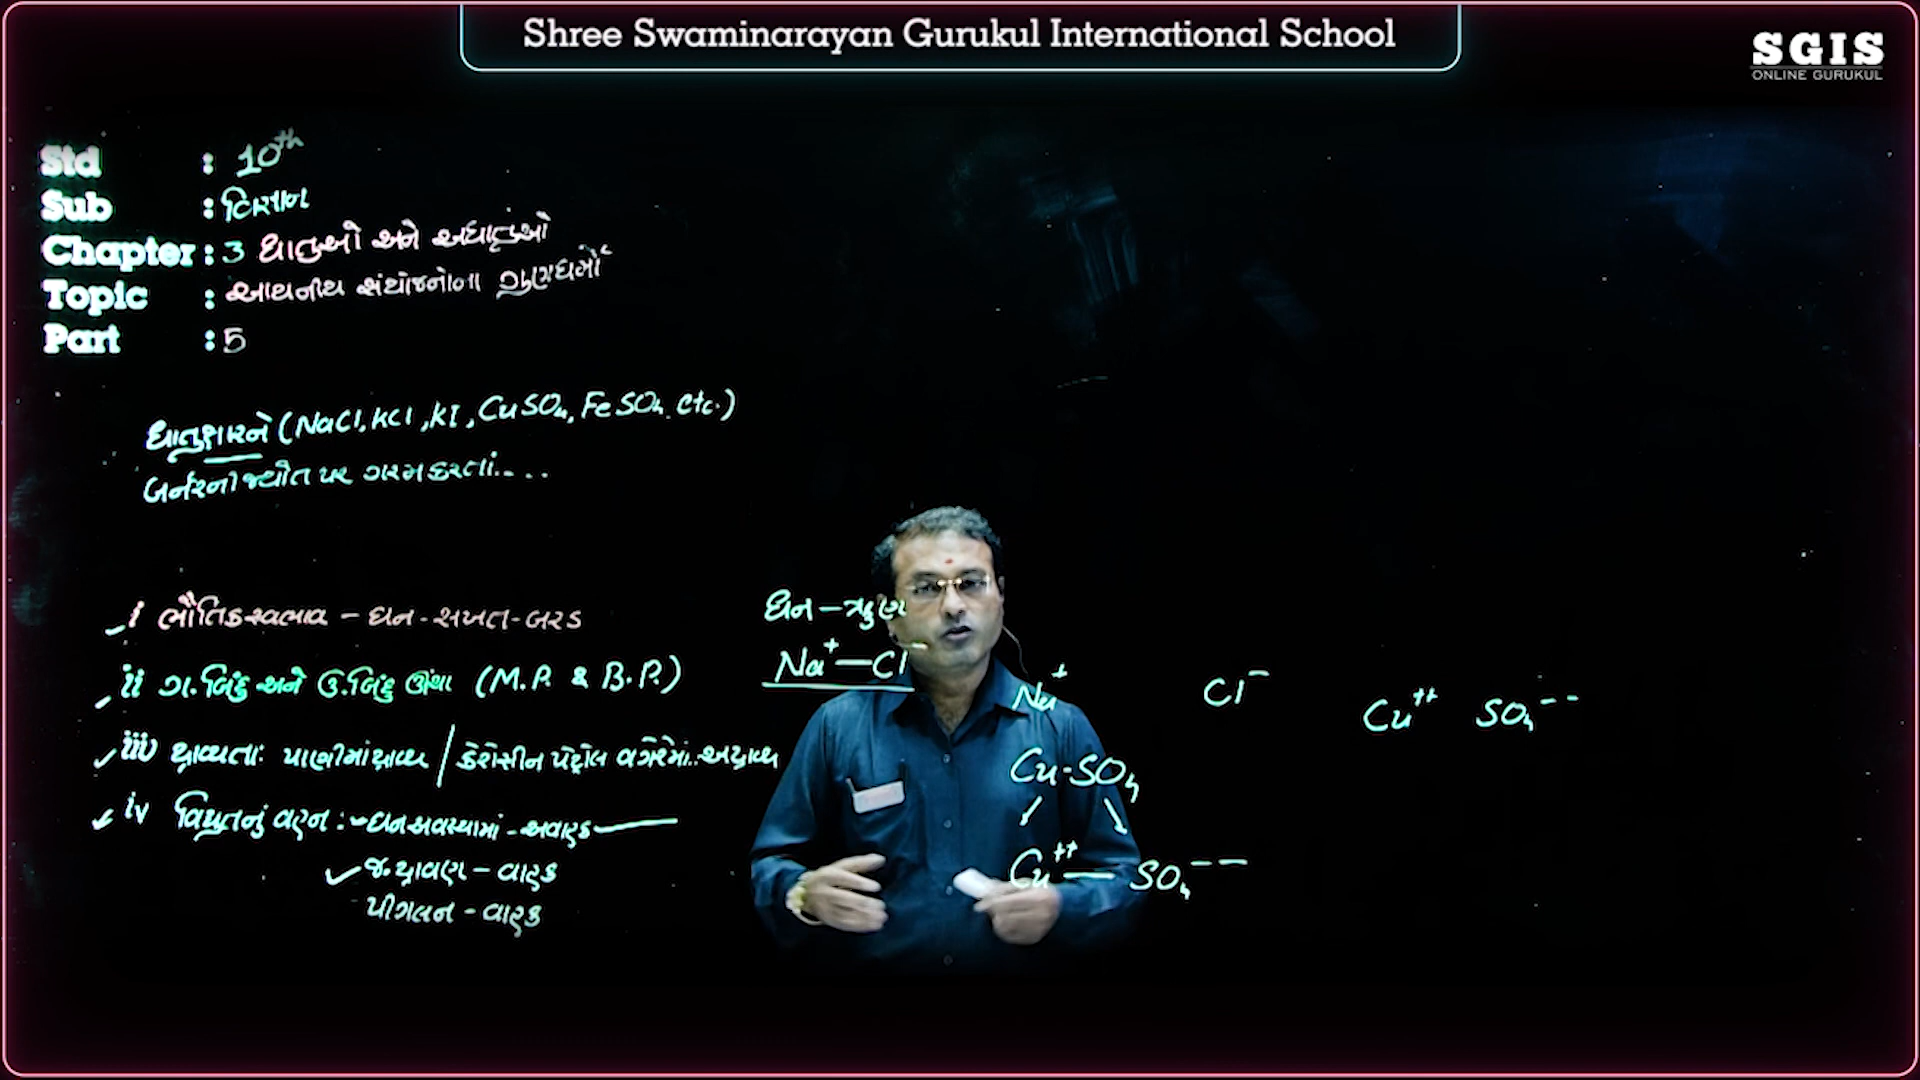 Shree Swaminarayan Gurukul International School
SGIS
ONLINE GURUKUL
Std : 10th
Sub : વિજ્ઞાન
Chapter : 3 ધાતુઓ અને અધાતુઓ
Topic : આયનીય સંયોજનોના ગુણધર્મો
Part : 5
ધાતુક્ષારને (NaCl, KCl, KI, CuSO4, FeSO4 etc.)
બર્નરની જ્યોત પર ગરમ કરતાં....
i ભૌતિક સ્વભાવ - ઘન - સખત - બરડ
ii ગ.બિંદુ અને ઉ.બિંદુ ઊંચા (M.P. & B.P.)
iii દ્રાવ્યતા: પાણીમાં દ્રાવ્ય / કેરોસીન પેટ્રોલ વગેરેમાં..અદ્રાવ્ય
iv વિદ્યુતનું વહન :- ઘન અવસ્થામાં - અવાહક
જ.દ્રાવણ - વાહક
પીગલન - વાહક
ધન - ઋણ
Na+ — Cl-
Na+ Cl-
Cu++ SO4--
Cu-SO4
Cu++ — SO4--